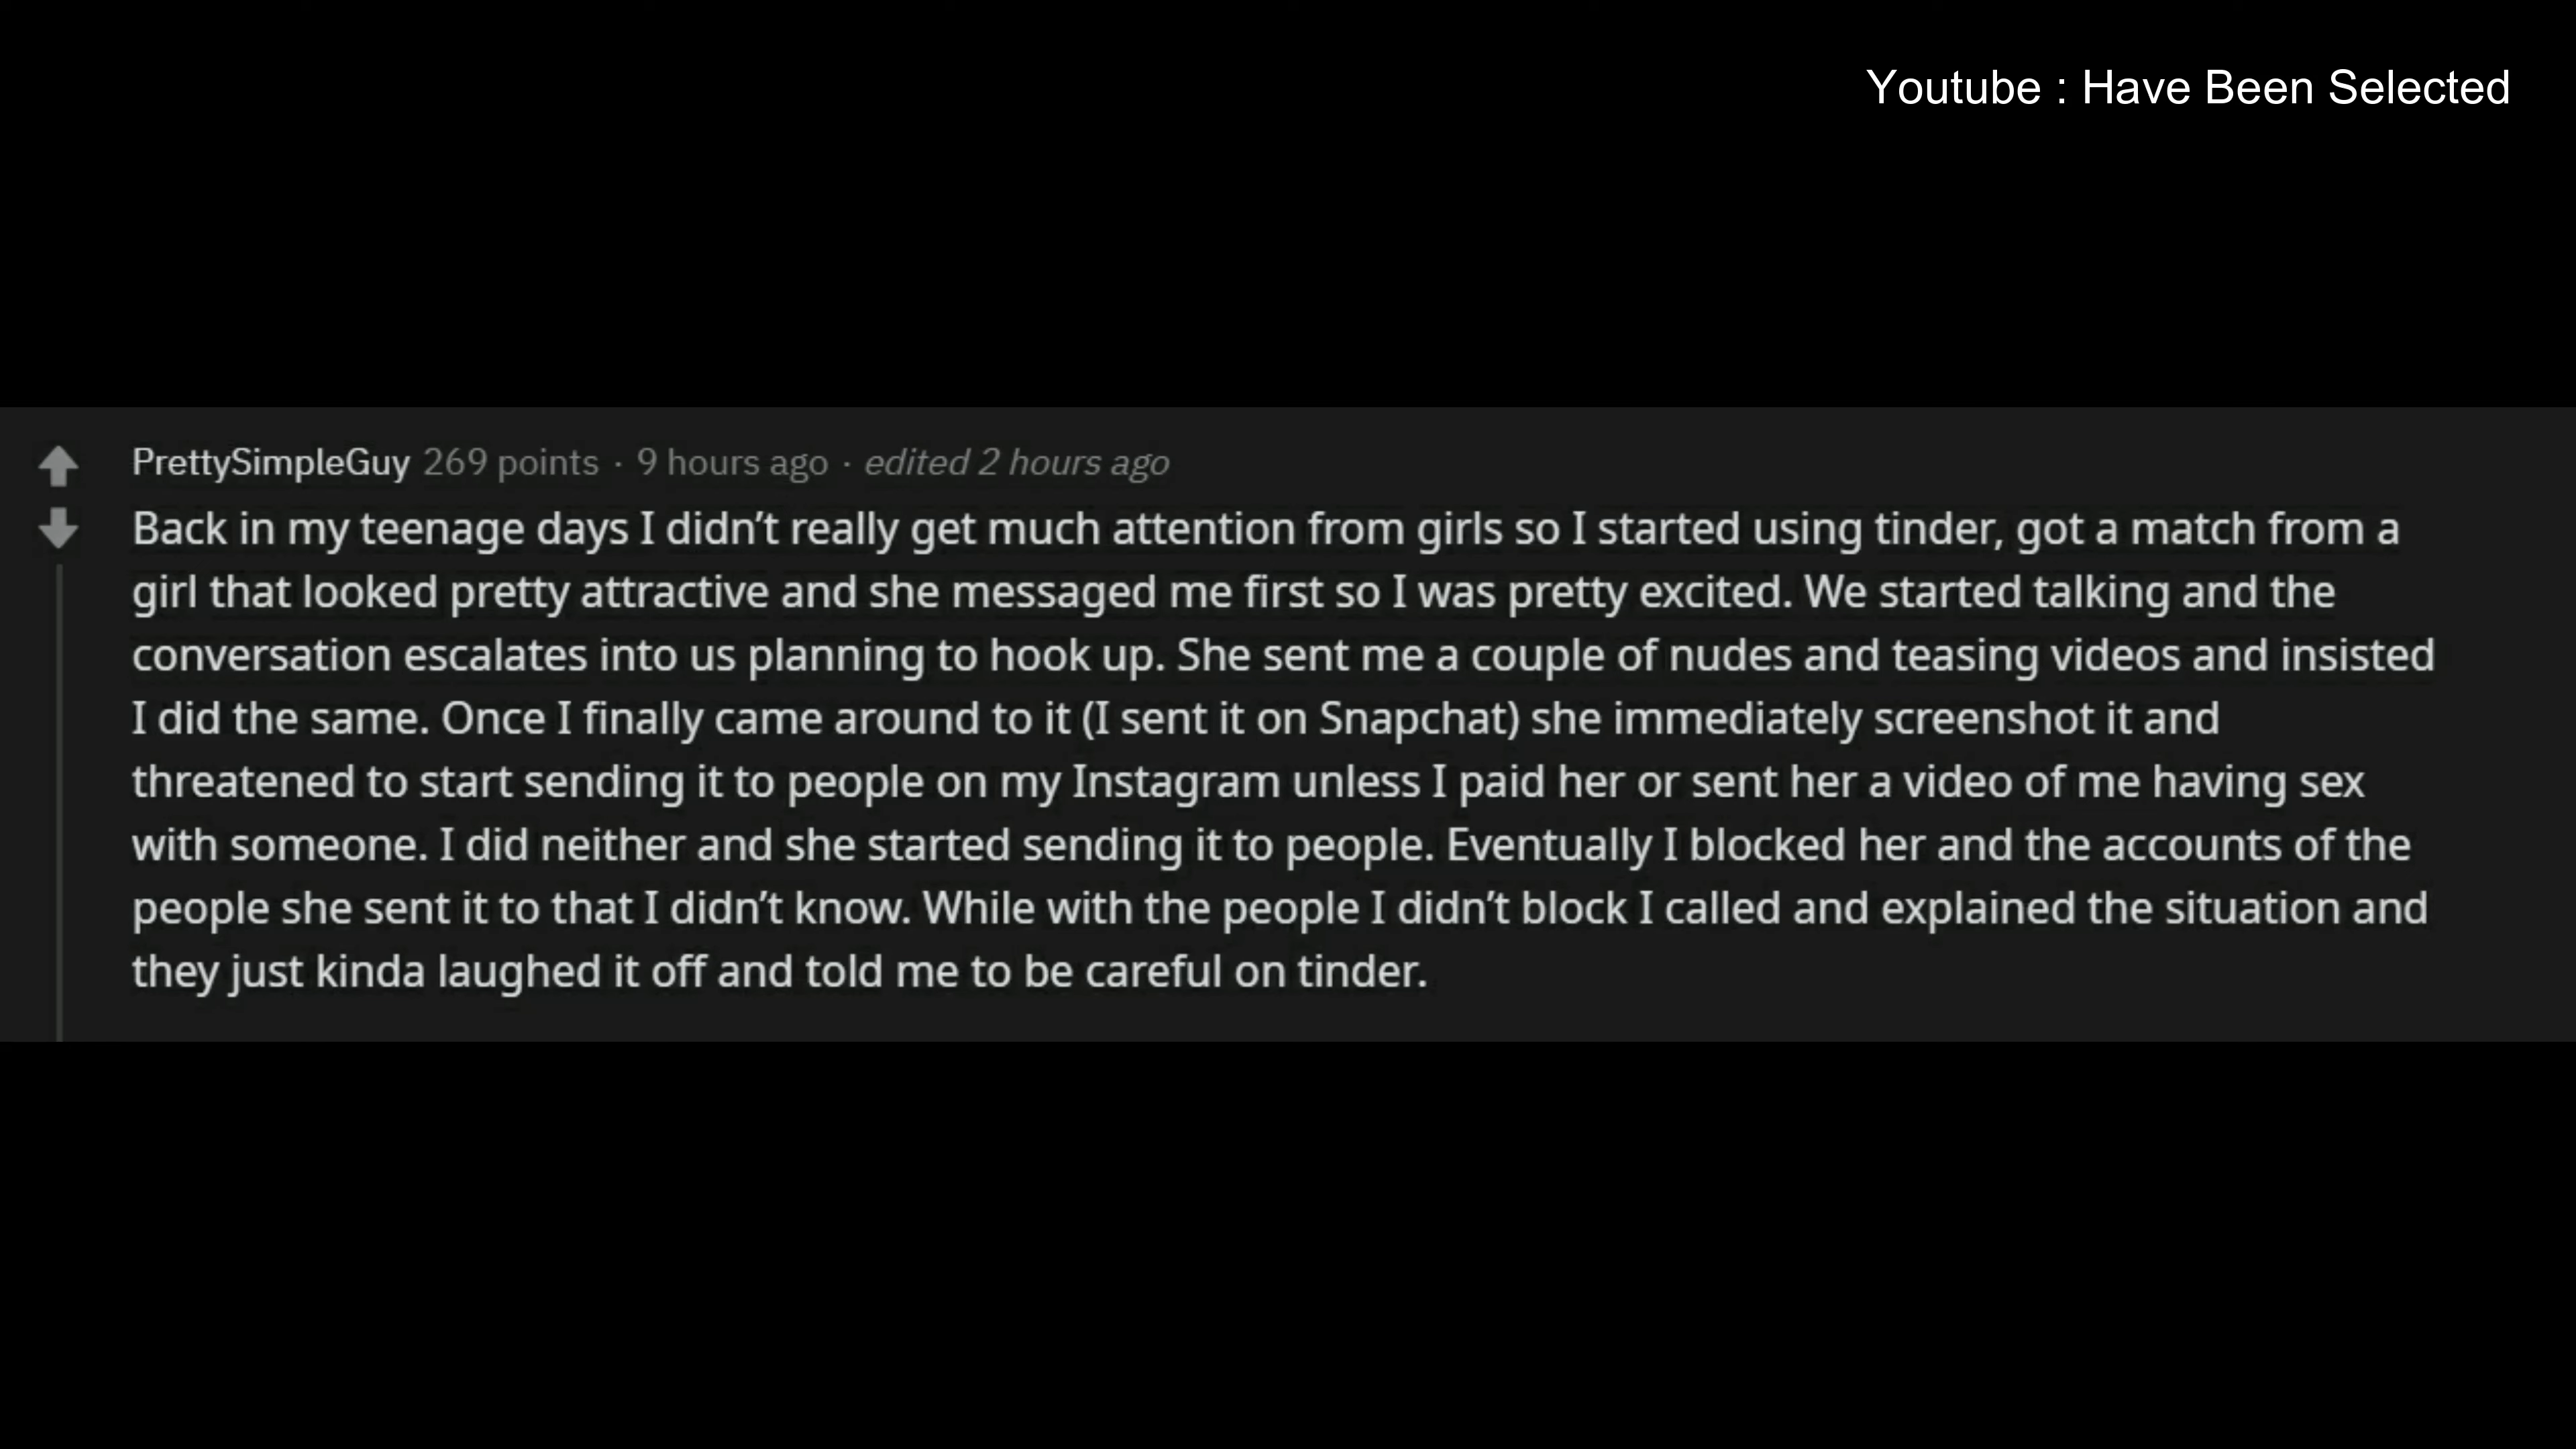 Youtube : Have Been Selected
PrettySimpleGuy 269 points · 9 hours ago · edited 2 hours ago
Back in my teenage days I didn’t really get much attention from girls so I started using tinder, got a match from a
girl that looked pretty attractive and she messaged me first so I was pretty excited. We started talking and the
conversation escalates into us planning to hook up. She sent me a couple of nudes and teasing videos and insisted
I did the same. Once I finally came around to it (I sent it on Snapchat) she immediately screenshot it and
threatened to start sending it to people on my Instagram unless I paid her or sent her a video of me having sex
with someone. I did neither and she started sending it to people. Eventually I blocked her and the accounts of the
people she sent it to that I didn’t know. While with the people I didn’t block I called and explained the situation and
they just kinda laughed it off and told me to be careful on tinder.